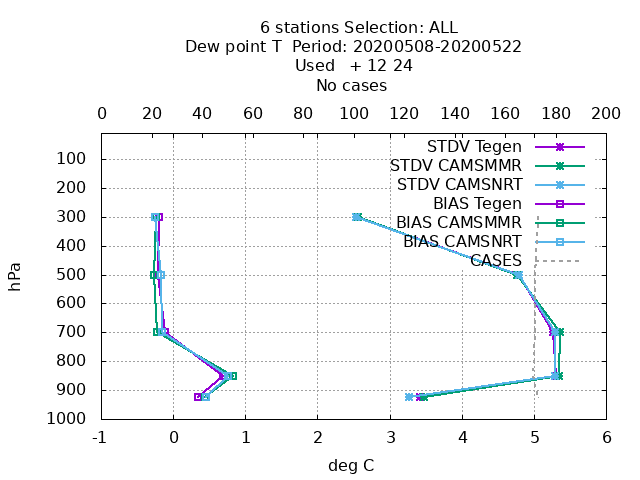 6 stations Selection: ALL
Dew point T  Period: 20200508-20200522
Used   + 12 24
No cases
0 20 40 60 80 100 120 140 160 180 200
STDV Tegen
STDV CAMSMMR
STDV CAMSNRT
BIAS Tegen
BIAS CAMSMMR
BIAS CAMSNRT
CASES
100
200
300
400
500
600
700
800
900
1000
hPa
-1 0 1 2 3 4 5 6
deg C